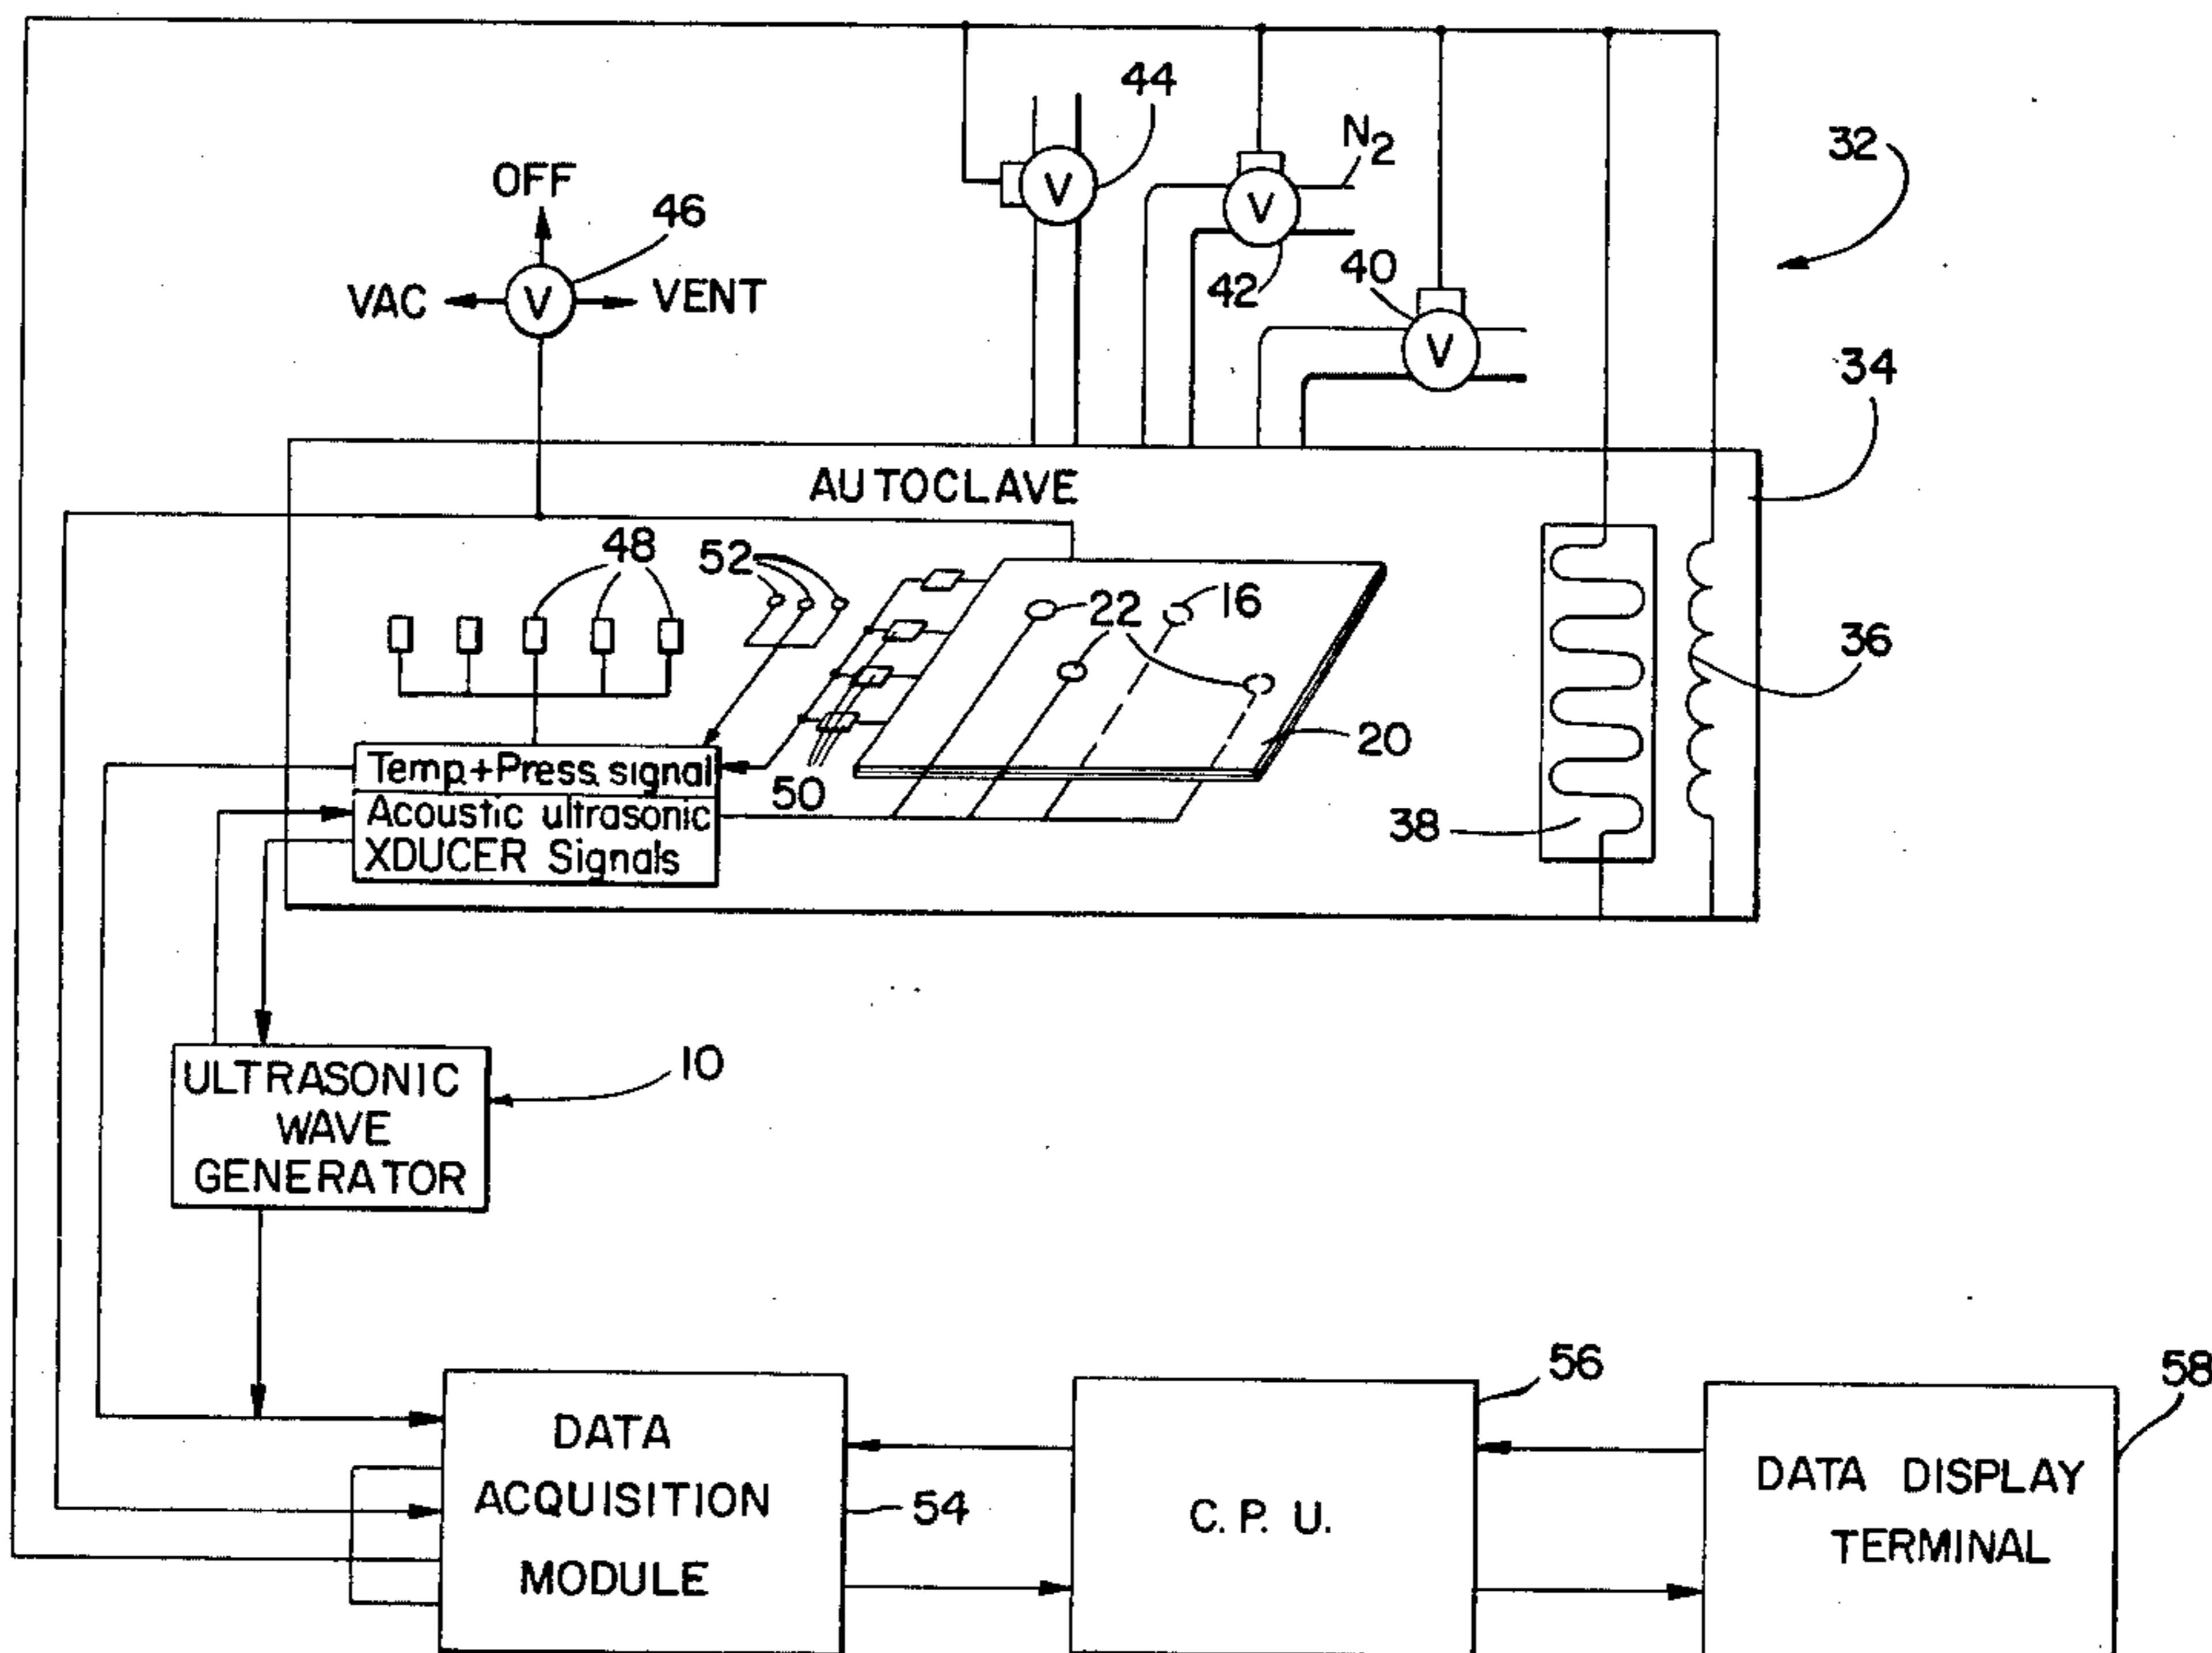 44
N2
32
OFF
46
VAC
V
VENT
V
V
42
40
V
34
AUTOCLAVE
48
52
22
16
36
20
50
38
Temp.+Press. signal
Acoustic ultrasonic
XDUCER Signals
ULTRASONIC
WAVE
GENERATOR
10
DATA
ACQUISITION
MODULE
54
56
C. P. U.
58
DATA DISPLAY
TERMINAL